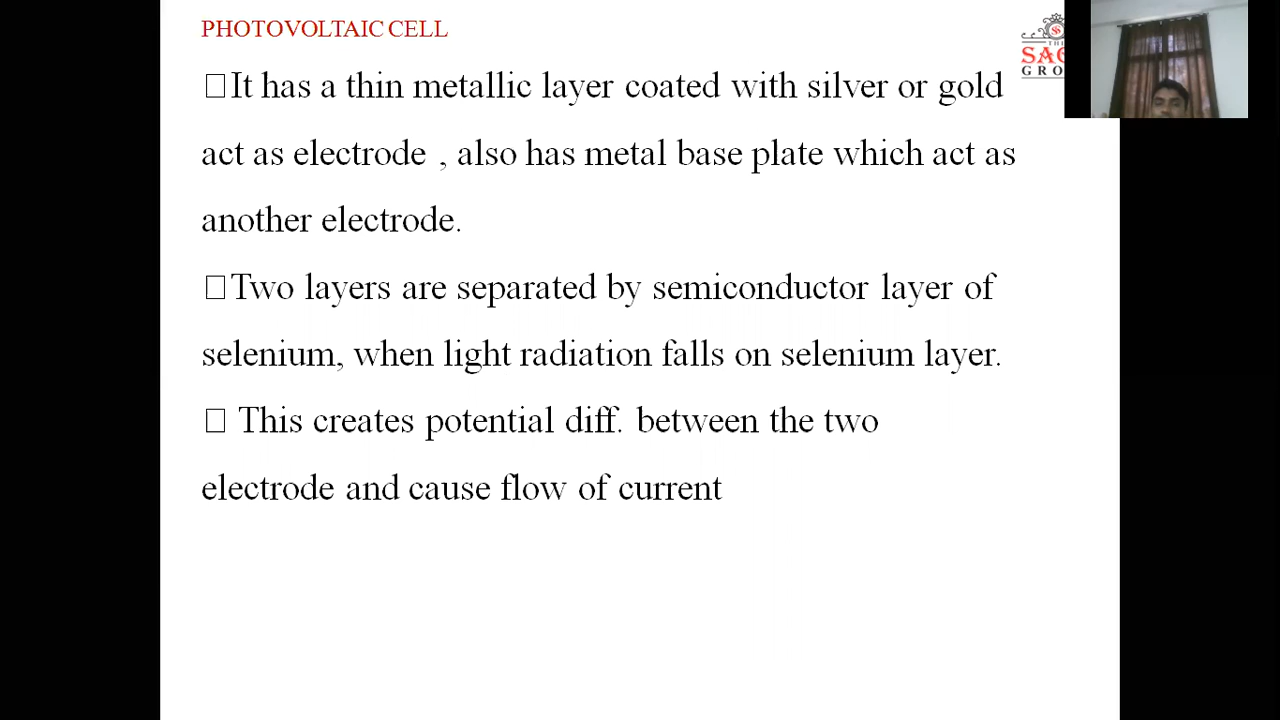 PHOTOVOLTAIC CELL
It has a thin metallic layer coated with silver or gold
act as electrode , also has metal base plate which act as
another electrode.
Two layers are separated by semiconductor layer of
selenium, when light radiation falls on selenium layer.
This creates potential diff. between the two
electrode and cause flow of current